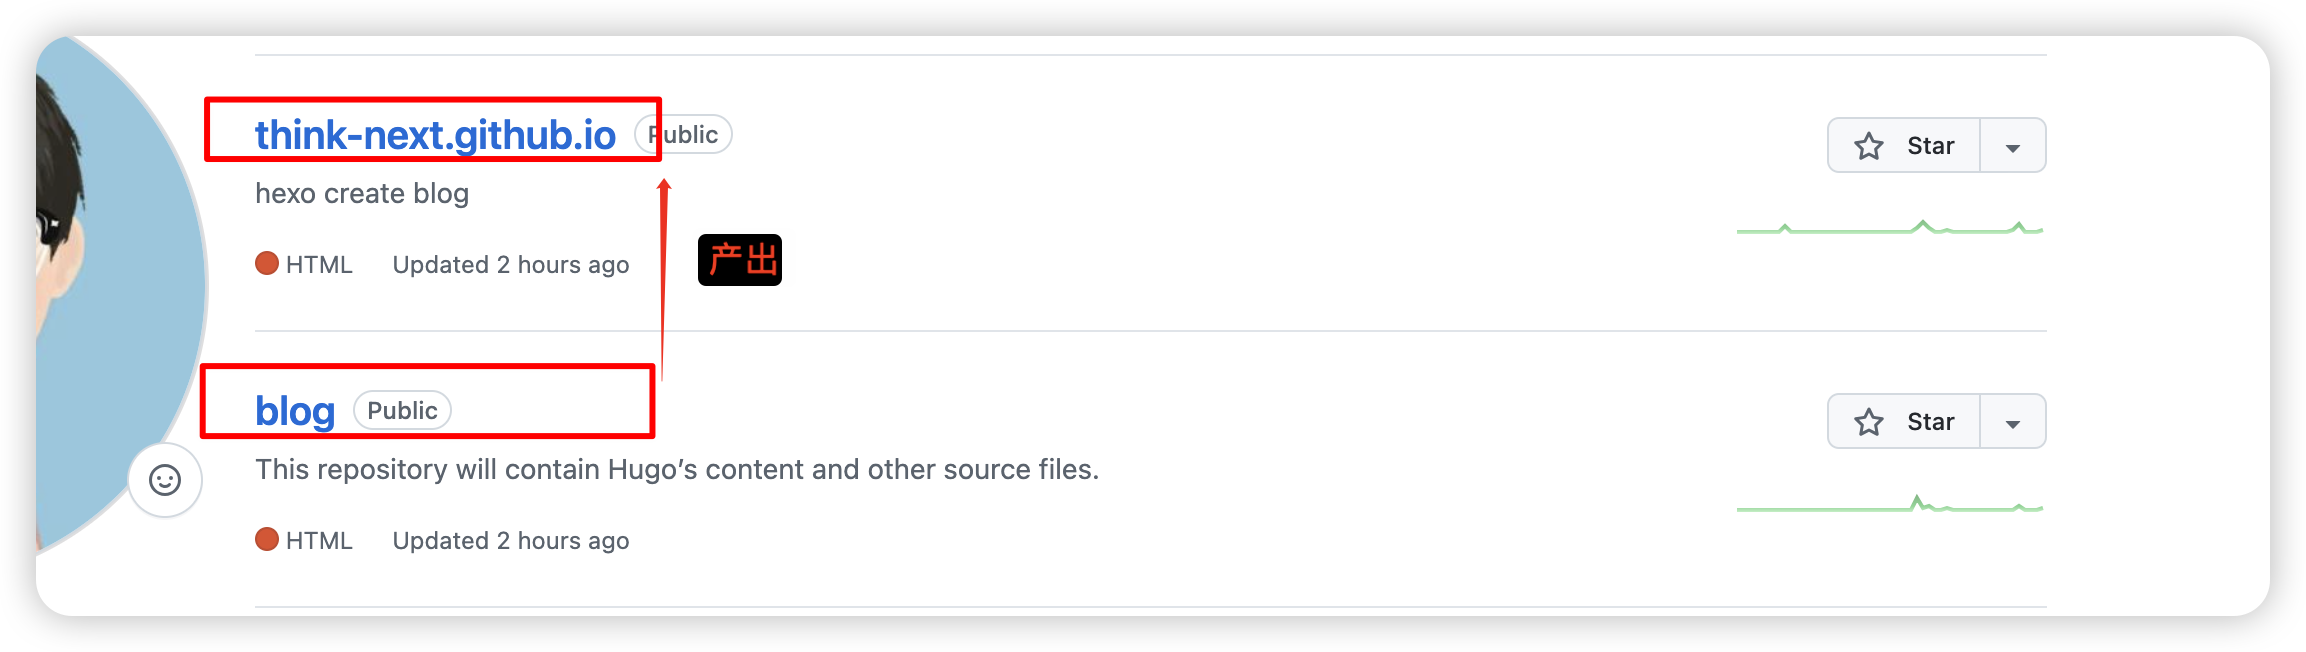 think-next.github.io Public
Star
hexo create blog
HTML Updated 2 hours ago
产出
blog Public
Star
This repository will contain Hugo’s content and other source files.
HTML Updated 2 hours ago